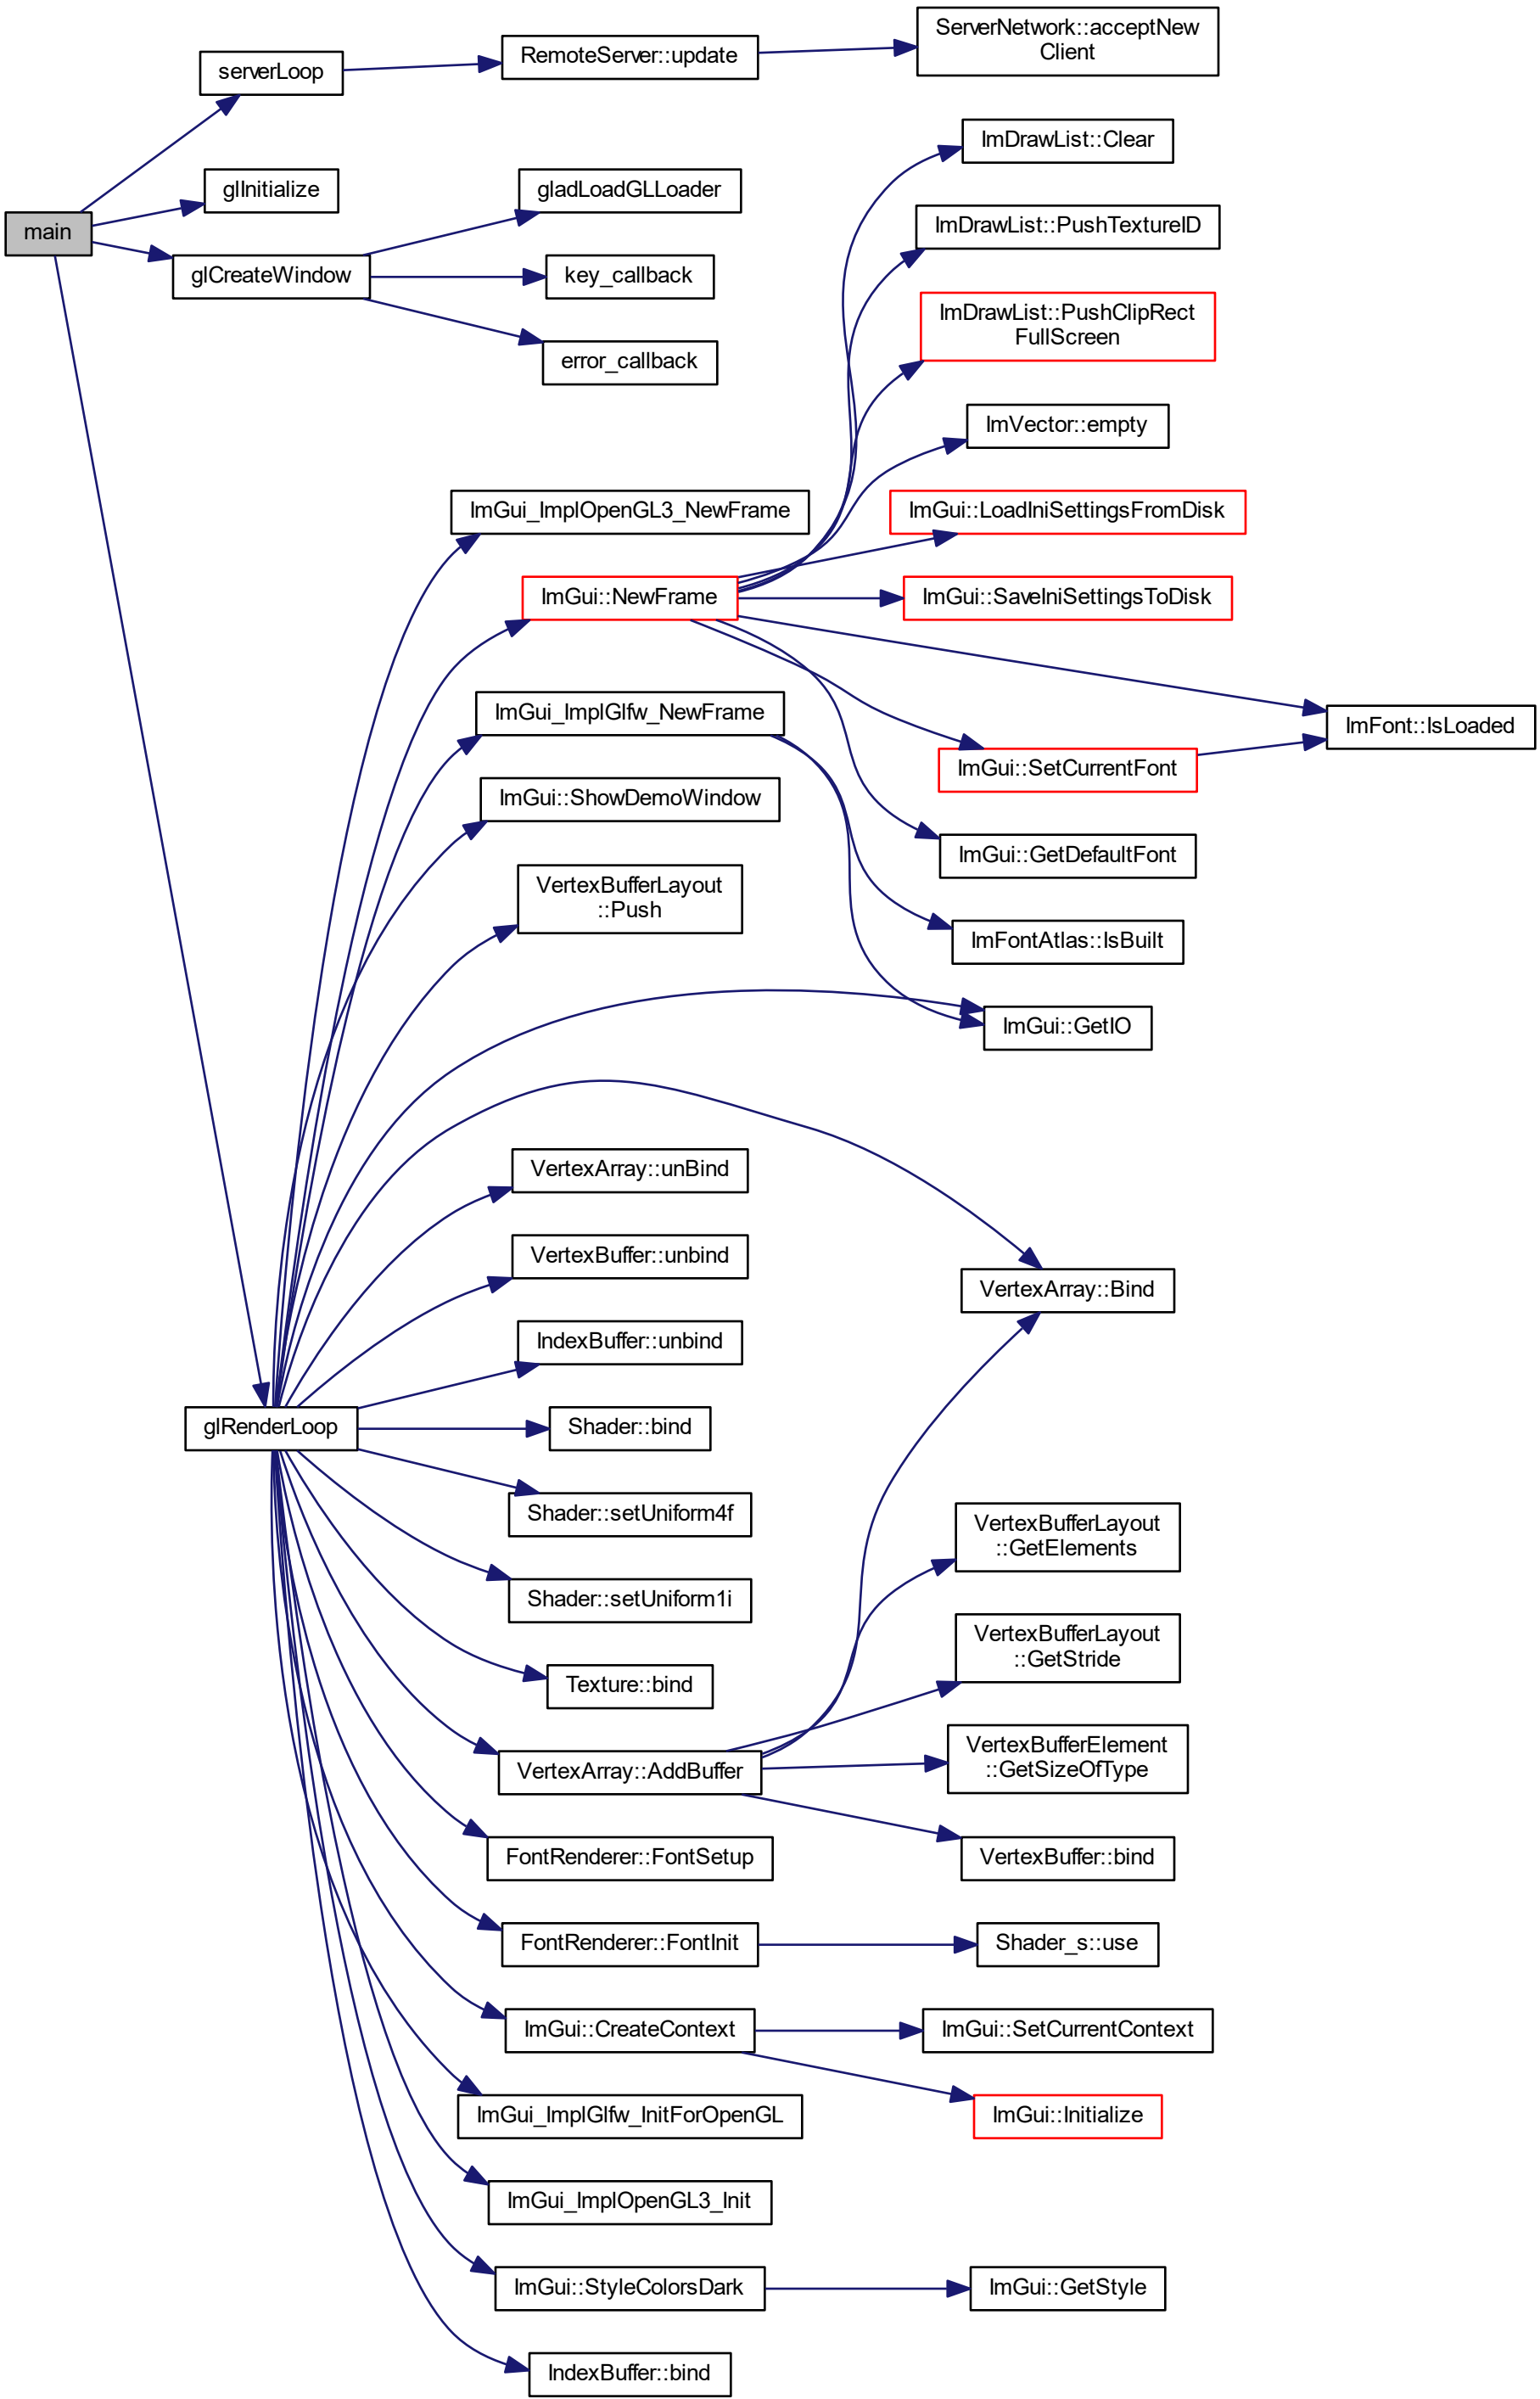 serverLoop
RemoteServer::update
ServerNetwork::acceptNew
Client
main
glInitialize
glCreateWindow
gladLoadGLLoader
key_callback
error_callback
ImDrawList::Clear
ImDrawList::PushTextureID
ImDrawList::PushClipRect
FullScreen
ImVector::empty
ImGui_ImplOpenGL3_NewFrame
ImGui::LoadIniSettingsFromDisk
ImGui::NewFrame
ImGui::SaveIniSettingsToDisk
ImGui_ImplGlfw_NewFrame
ImFont::IsLoaded
ImGui::SetCurrentFont
ImGui::ShowDemoWindow
ImGui::GetDefaultFont
VertexBufferLayout
::Push
ImFontAtlas::IsBuilt
ImGui::GetIO
VertexArray::unBind
VertexBuffer::unbind
VertexArray::Bind
IndexBuffer::unbind
glRenderLoop
Shader::bind
Shader::setUniform4f
VertexBufferLayout
::GetElements
Shader::setUniform1i
VertexBufferLayout
::GetStride
Texture::bind
VertexArray::AddBuffer
VertexBufferElement
::GetSizeOfType
FontRenderer::FontSetup
VertexBuffer::bind
FontRenderer::FontInit
Shader_s::use
ImGui::CreateContext
ImGui::SetCurrentContext
ImGui_ImplGlfw_InitForOpenGL
ImGui::Initialize
ImGui_ImplOpenGL3_Init
ImGui::StyleColorsDark
ImGui::GetStyle
IndexBuffer::bind